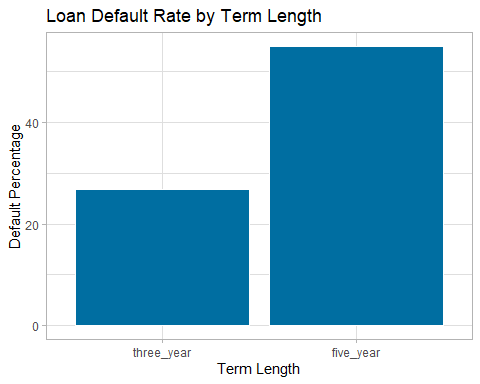 Loan Default Rate by Term Length
Default Percentage
40
20
0
three_year five_year
Term Length